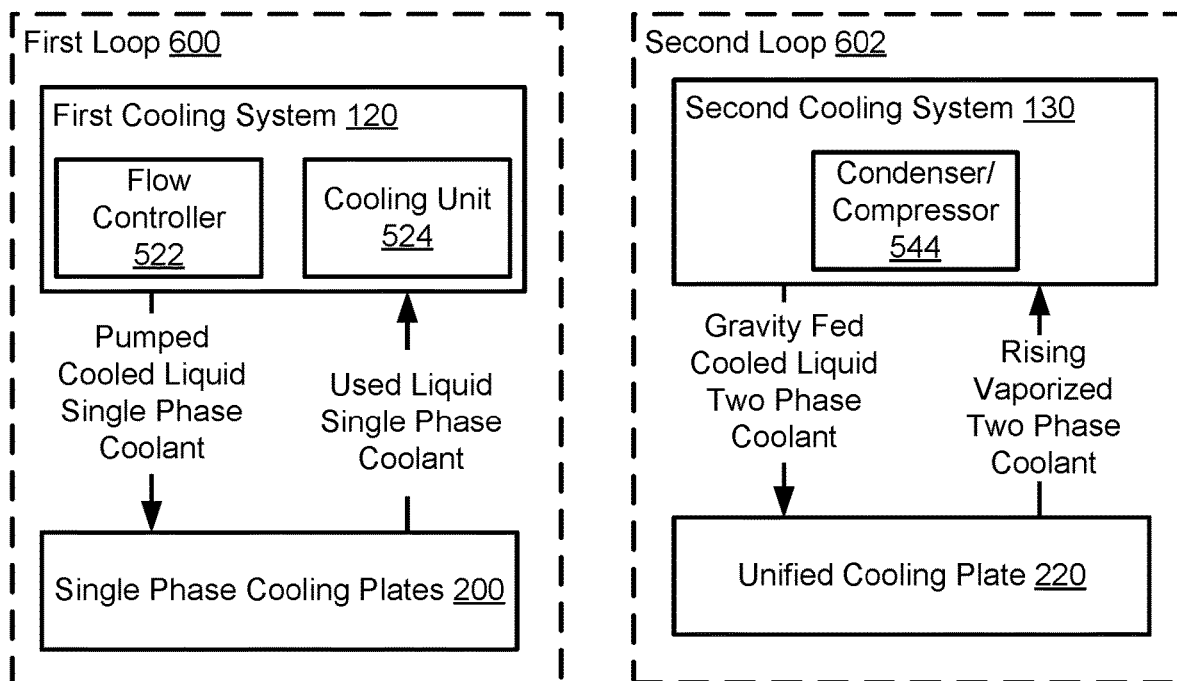 First Loop 600
First Cooling System 120
Flow
Controller
522
Cooling Unit
524
Pumped
Cooled Liquid
Single Phase
Coolant
Used Liquid
Single Phase
Coolant
Single Phase Cooling Plates 200
Second Loop 602
Second Cooling System 130
Condenser/
Compressor
544
Gravity Fed
Cooled Liquid
Two Phase
Coolant
Rising
Vaporized
Two Phase
Coolant
Unified Cooling Plate 220